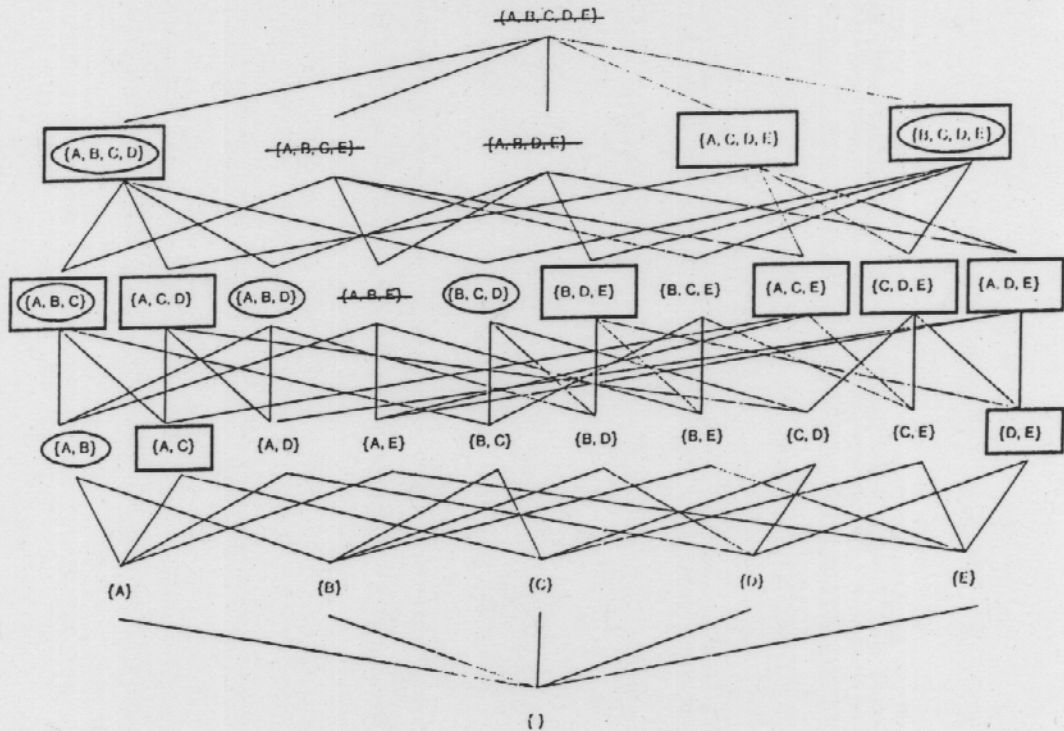 {A, B, C, D, E}
{A, B, C, D} {A, B, C, E} {A, B, D, E} {A, C, D, E} {B, C, D, E}
{A, B, C} {A, C, D} {A, B, D} {A, B, E} {B, C, D} {B, D, E} {B, C, E} {A, C, E} {C, D, E} {A, D, E}
{A, B} {A, C} {A, D} {A, E} {B, C} {B, D} {B, E} {C, D} {C, E} {D, E}
{A} {B} {C} {D} {E}
{ }